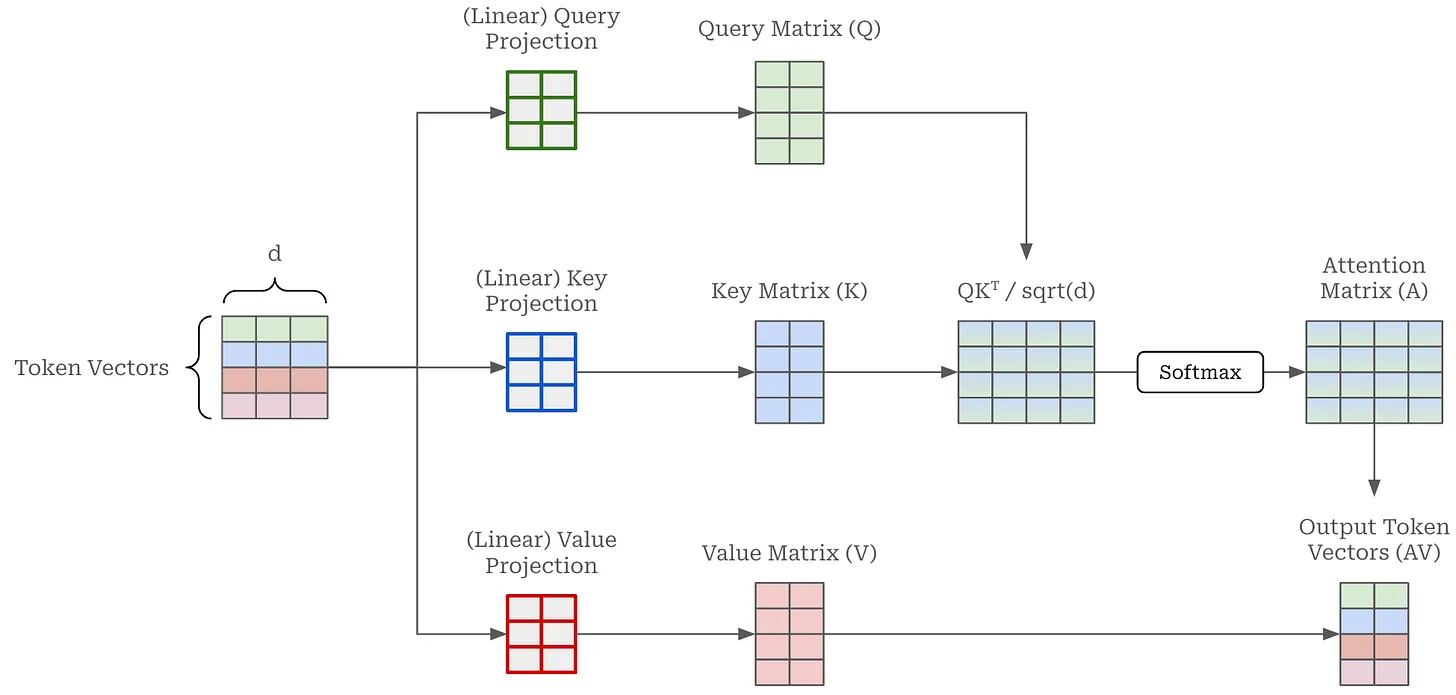 (Linear) Query
Projection
Query Matrix (Q)
d
Token Vectors
(Linear) Key
Projection
Key Matrix (K)
QKᵀ / sqrt(d)
Softmax
Attention
Matrix (A)
(Linear) Value
Projection
Value Matrix (V)
Output Token
Vectors (AV)